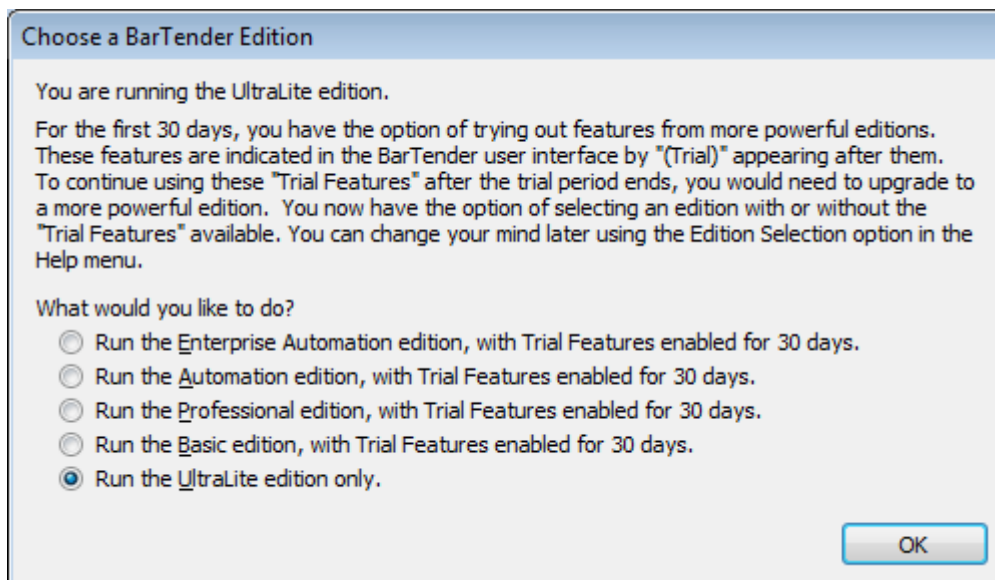 Choose a BarTender Edition
You are running the UltraLite edition.
For the first 30 days, you have the option of trying out features from more powerful editions.
These features are indicated in the BarTender user interface by "(Trial)" appearing after them.
To continue using these "Trial Features" after the trial period ends, you would need to upgrade to
a more powerful edition.  You now have the option of selecting an edition with or without the
"Trial Features" available. You can change your mind later using the Edition Selection option in the
Help menu.
What would you like to do?
Run the Enterprise Automation edition, with Trial Features enabled for 30 days.
Run the Automation edition, with Trial Features enabled for 30 days.
Run the Professional edition, with Trial Features enabled for 30 days.
Run the Basic edition, with Trial Features enabled for 30 days.
Run the UltraLite edition only.
OK